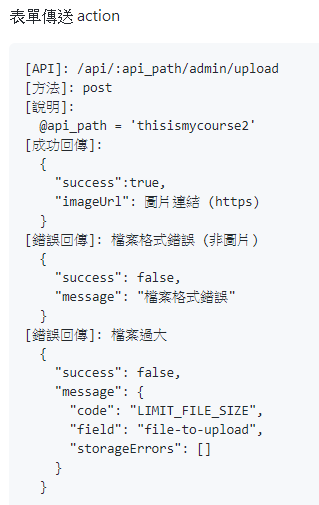 表單傳送 action
[API]: /api/:api_path/admin/upload
[方法]: post
[說明]:
  @api_path = 'thisismycourse2'
[成功回傳]:
  {
    "success":true,
    "imageUrl": 圖片連結 (https)
  }
[錯誤回傳]: 檔案格式錯誤 (非圖片)
  {
    "success": false,
    "message": "檔案格式錯誤"
  }
[錯誤回傳]: 檔案過大
  {
    "success": false,
    "message": {
      "code": "LIMIT_FILE_SIZE",
      "field": "file-to-upload",
      "storageErrors": []
    }
  }